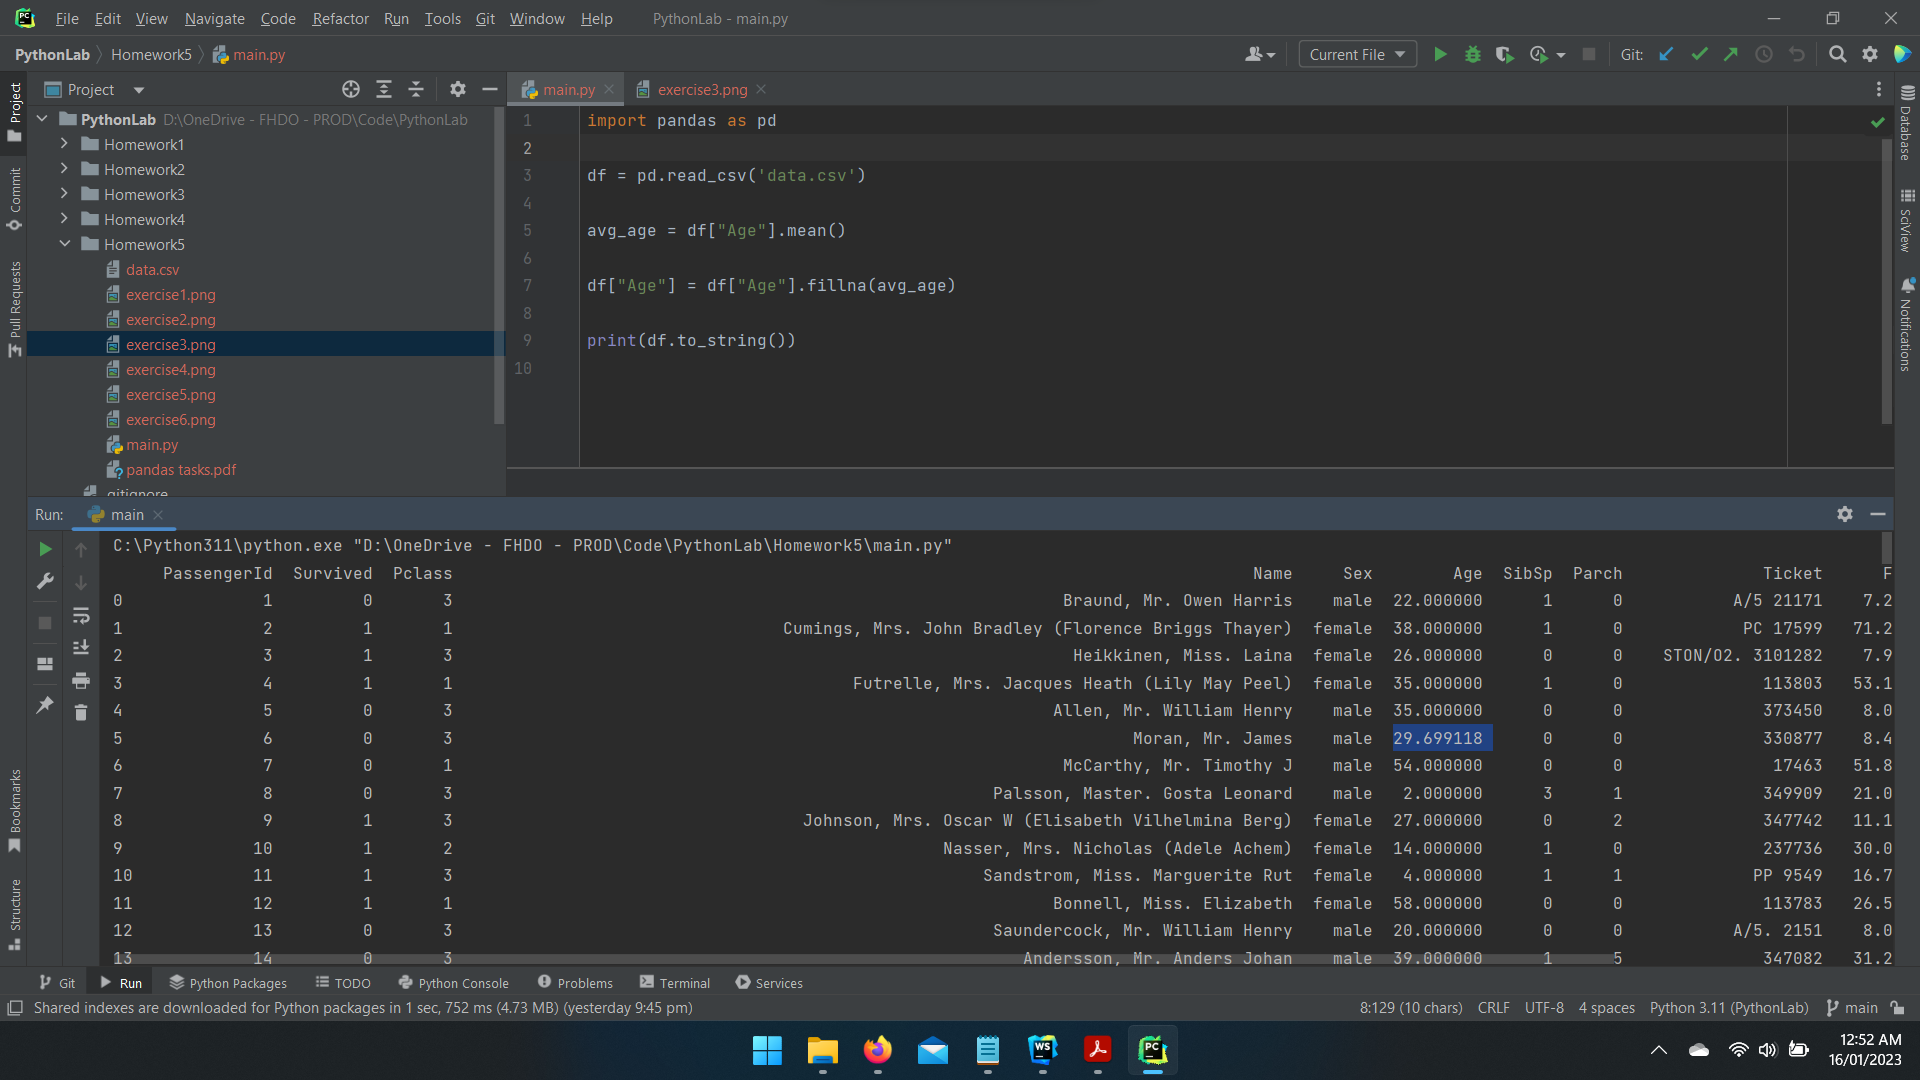 File Edit View Navigate Code Refactor Run Tools Git Window Help PythonLab - main.py
PythonLab Homework5 main.py Current File Git:
Project main.py exercise3.png
PythonLab D:\OneDrive - FHDO - PROD\Code\PythonLab
Homework1
Homework2
Homework3
Homework4
Homework5
data.csv
exercise1.png
exercise2.png
exercise3.png
exercise4.png
exercise5.png
exercise6.png
main.py
pandas tasks.pdf
.gitignore
Project
Commit
Pull Requests
Bookmarks
Structure
1 import pandas as pd
2
3 df = pd.read_csv('data.csv')
4
5 avg_age = df["Age"].mean()
6
7 df["Age"] = df["Age"].fillna(avg_age)
8
9 print(df.to_string())
10
Database
SciView
Notifications
Run: main
C:\Python311\python.exe "D:\OneDrive - FHDO - PROD\Code\PythonLab\Homework5\main.py"
PassengerId Survived Pclass Name Sex Age SibSp Parch Ticket F
0 1 0 3 Braund, Mr. Owen Harris male 22.000000 1 0 A/5 21171 7.2
1 2 1 1 Cumings, Mrs. John Bradley (Florence Briggs Thayer) female 38.000000 1 0 PC 17599 71.2
2 3 1 3 Heikkinen, Miss. Laina female 26.000000 0 0 STON/O2. 3101282 7.9
3 4 1 1 Futrelle, Mrs. Jacques Heath (Lily May Peel) female 35.000000 1 0 113803 53.1
4 5 0 3 Allen, Mr. William Henry male 35.000000 0 0 373450 8.0
5 6 0 3 Moran, Mr. James male 29.699118 0 0 330877 8.4
6 7 0 1 McCarthy, Mr. Timothy J male 54.000000 0 0 17463 51.8
7 8 0 3 Palsson, Master. Gosta Leonard male 2.000000 3 1 349909 21.0
8 9 1 3 Johnson, Mrs. Oscar W (Elisabeth Vilhelmina Berg) female 27.000000 0 2 347742 11.1
9 10 1 2 Nasser, Mrs. Nicholas (Adele Achem) female 14.000000 1 0 237736 30.0
10 11 1 3 Sandstrom, Miss. Marguerite Rut female 4.000000 1 1 PP 9549 16.7
11 12 1 1 Bonnell, Miss. Elizabeth female 58.000000 0 0 113783 26.5
12 13 0 3 Saundercock, Mr. William Henry male 20.000000 0 0 A/5. 2151 8.0
13 14 0 3 Andersson, Mr. Anders Johan male 39.000000 1 5 347082 31.2
Git Run Python Packages TODO Python Console Problems Terminal Services
Shared indexes are downloaded for Python packages in 1 sec, 752 ms (4.73 MB) (yesterday 9:45 pm) 8:129 (10 chars) CRLF UTF-8 4 spaces Python 3.11 (PythonLab) main
12:52 AM
16/01/2023